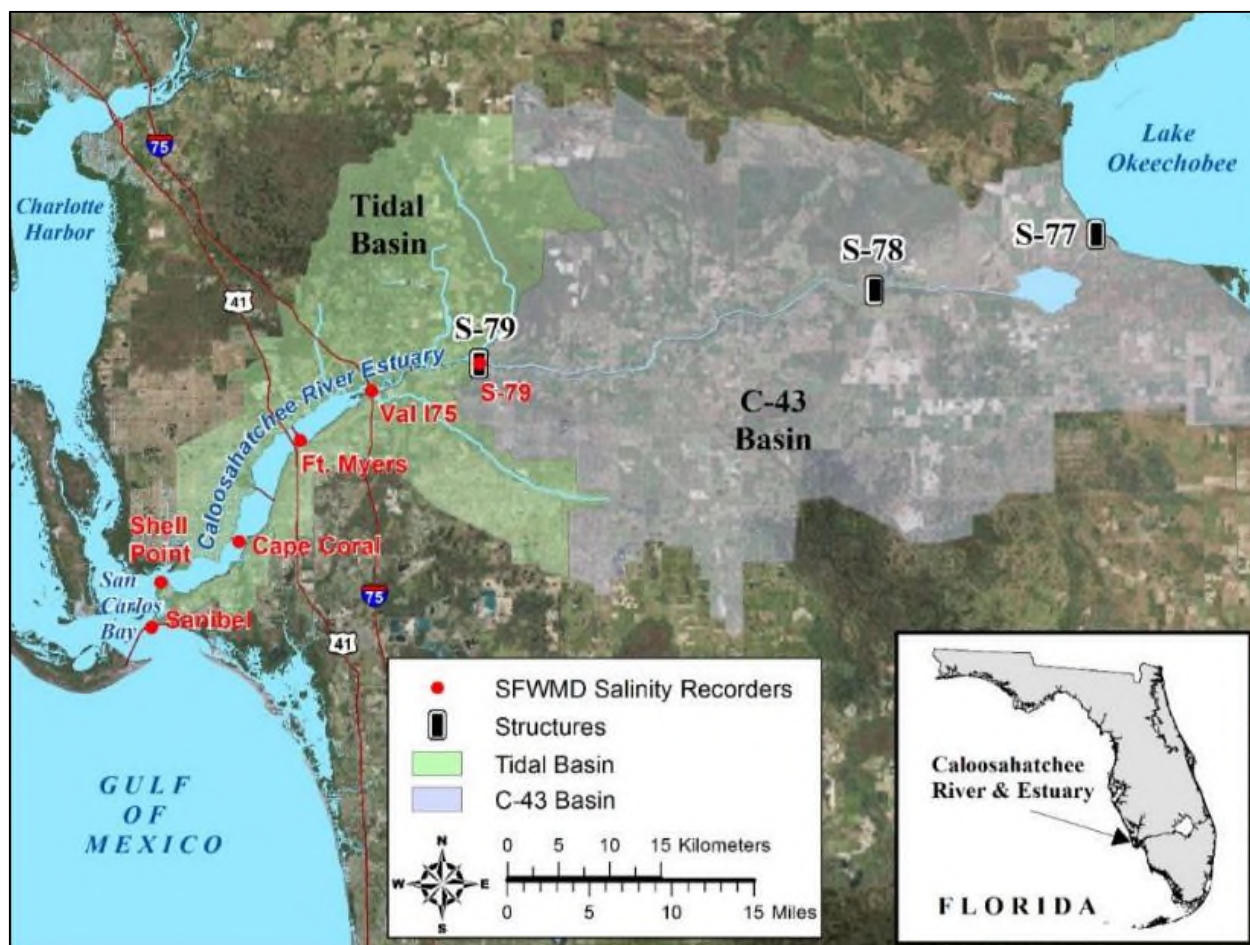 75
Charlotte
Harbor
Tidal
Basin
Lake
Okeechobee
S-77
S-78
41
S-79
S-79
Caloosahatchee River Estuary
Val I75
C-43
Basin
Ft. Myers
Shell
Point
Cape Coral
San
Carlos
Bay
Sanibel
75
41
GULF
OF
MEXICO
SFWMD Salinity Recorders
Structures
Tidal Basin
C-43 Basin
N
W E
S
0 5 10 15 Kilometers
0 5 10 15 Miles
Caloosahatchee
River & Estuary
FLORIDA